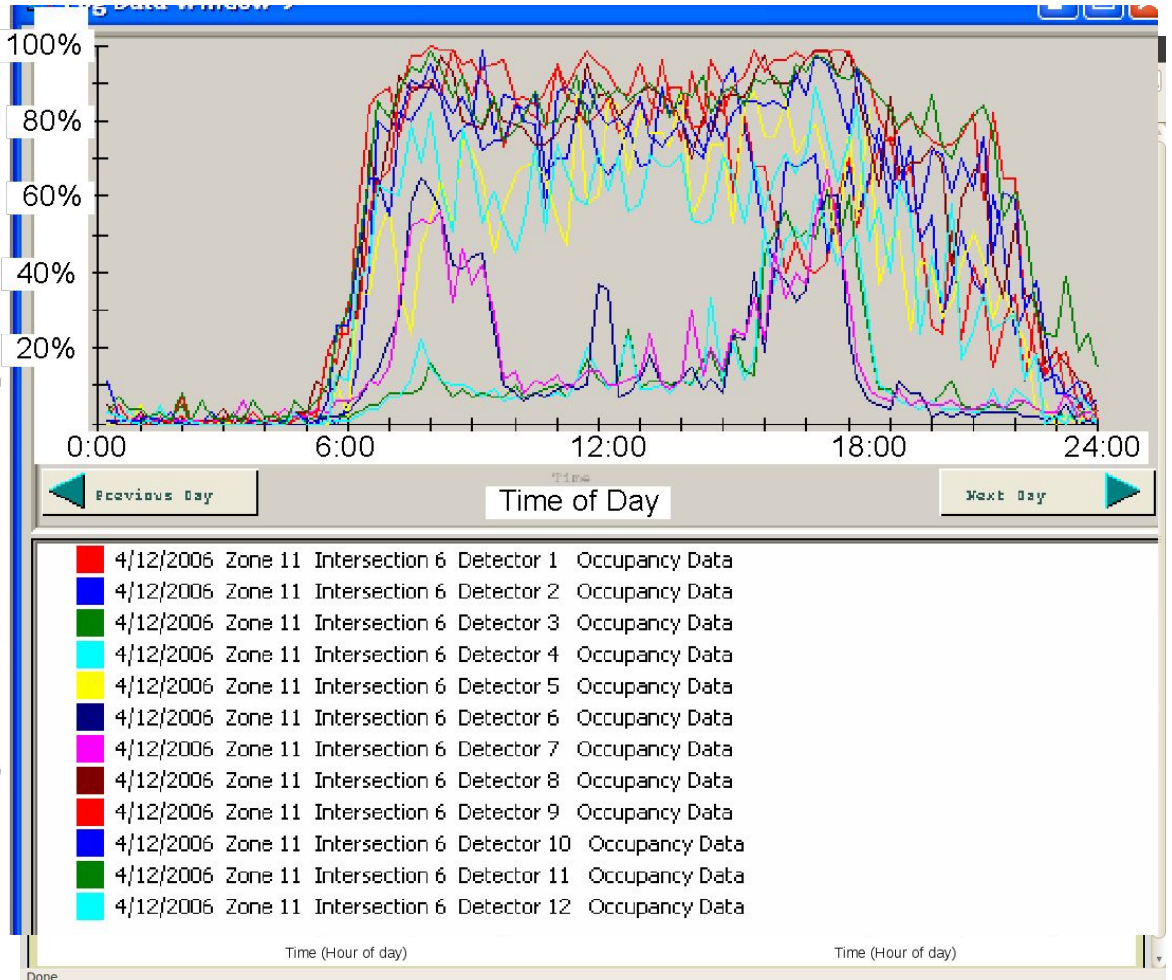 Log Data Window 9
100%
80%
60%
40%
20%
0:00 6:00 12:00 18:00 24:00
Time
Previous Day Time of Day Next Day
4/12/2006 Zone 11 Intersection 6 Detector 1 Occupancy Data
4/12/2006 Zone 11 Intersection 6 Detector 2 Occupancy Data
4/12/2006 Zone 11 Intersection 6 Detector 3 Occupancy Data
4/12/2006 Zone 11 Intersection 6 Detector 4 Occupancy Data
4/12/2006 Zone 11 Intersection 6 Detector 5 Occupancy Data
4/12/2006 Zone 11 Intersection 6 Detector 6 Occupancy Data
4/12/2006 Zone 11 Intersection 6 Detector 7 Occupancy Data
4/12/2006 Zone 11 Intersection 6 Detector 8 Occupancy Data
4/12/2006 Zone 11 Intersection 6 Detector 9 Occupancy Data
4/12/2006 Zone 11 Intersection 6 Detector 10 Occupancy Data
4/12/2006 Zone 11 Intersection 6 Detector 11 Occupancy Data
4/12/2006 Zone 11 Intersection 6 Detector 12 Occupancy Data
Time (Hour of day) Time (Hour of day)
Done